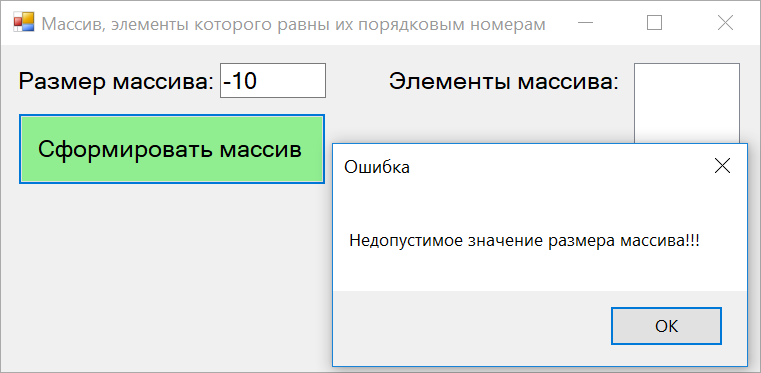 Массив, элементы которого равны их порядковым номерам
Размер массива: -10
Элементы массива:
Сформировать массив
Ошибка
Недопустимое значение размера массива!!!
OK